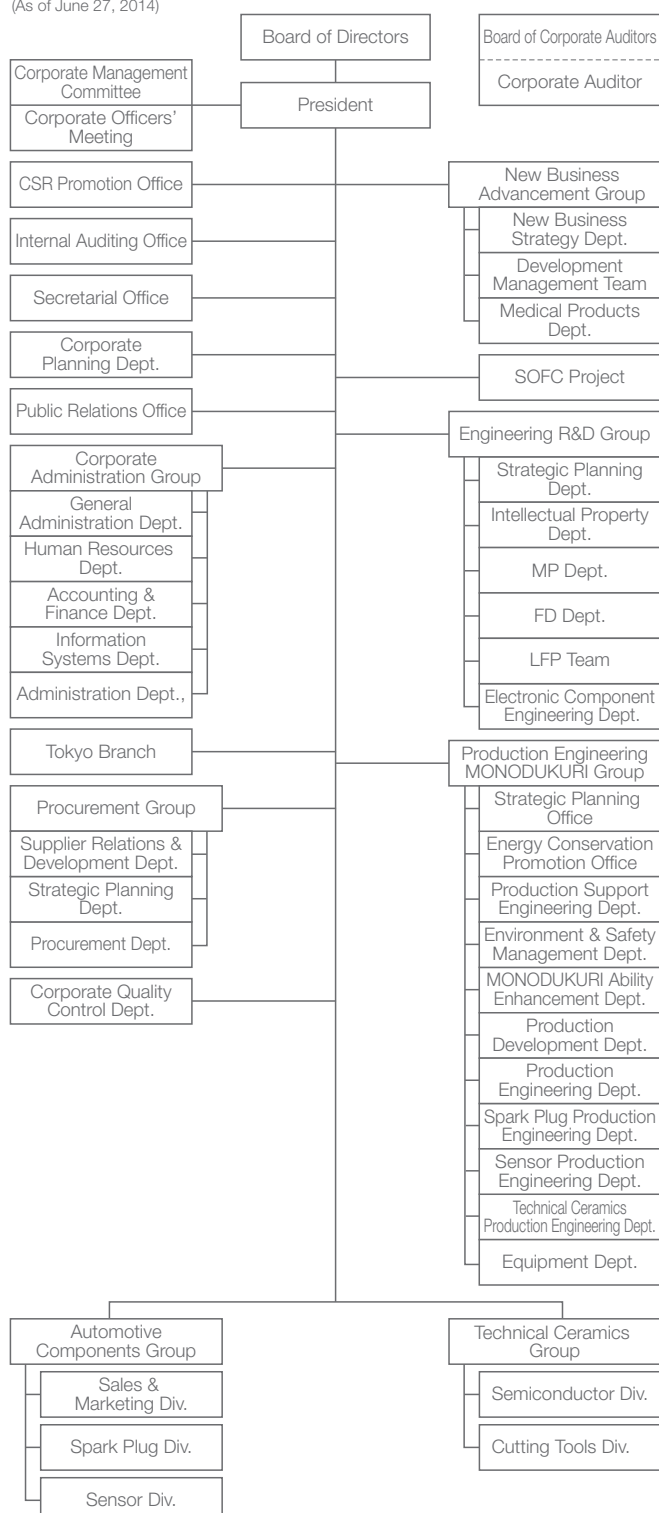 (As of June 27, 2014)
Board of Directors
Board of Corporate Auditors
Corporate Auditor
Corporate Management
Committee
Corporate Officers'
Meeting
President
CSR Promotion Office
Internal Auditing Office
Secretarial Office
Corporate
Planning Dept.
Public Relations Office
Corporate
Administration Group
General
Administration Dept.
Human Resources
Dept.
Accounting &
Finance Dept.
Information
Systems Dept.
Administration Dept.,
Tokyo Branch
Procurement Group
Supplier Relations &
Development Dept.
Strategic Planning
Dept.
Procurement Dept.
Corporate Quality
Control Dept.
New Business
Advancement Group
New Business
Strategy Dept.
Development
Management Team
Medical Products
Dept.
SOFC Project
Engineering R&D Group
Strategic Planning
Dept.
Intellectual Property
Dept.
MP Dept.
FD Dept.
LFP Team
Electronic Component
Engineering Dept.
Production Engineering
MONODUKURI Group
Strategic Planning
Office
Energy Conservation
Promotion Office
Production Support
Engineering Dept.
Environment & Safety
Management Dept.
MONODUKURI Ability
Enhancement Dept.
Production
Development Dept.
Production
Engineering Dept.
Spark Plug Production
Engineering Dept.
Sensor Production
Engineering Dept.
Technical Ceramics
Production Engineering Dept.
Equipment Dept.
Automotive
Components Group
Sales &
Marketing Div.
Spark Plug Div.
Sensor Div.
Technical Ceramics
Group
Semiconductor Div.
Cutting Tools Div.